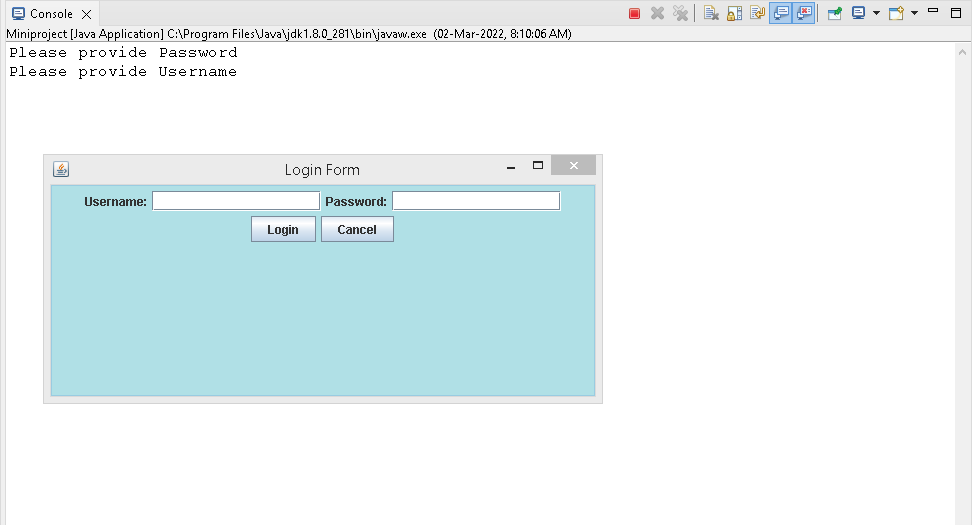 Console
Miniproject [Java Application] C:\Program Files\Java\jdk1.8.0_281\bin\javaw.exe (02-Mar-2022, 8:10:06 AM)
Please provide Password
Please provide Username
Login Form
Username: Password:
Login Cancel